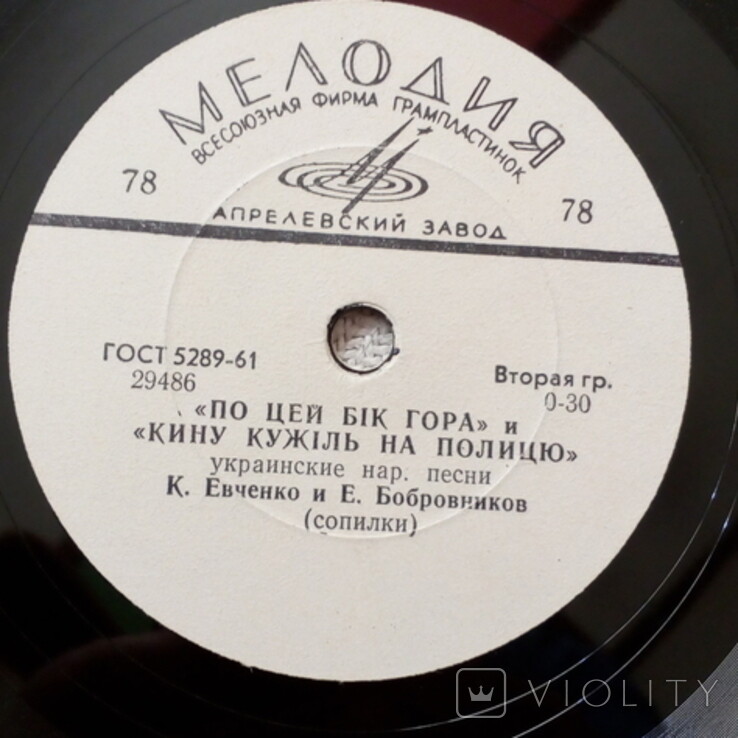 МЕЛОДИЯ
ВСЕСОЮЗНАЯ ФИРМА ГРАМПЛАСТИНОК
78
78
АПРЕЛЕВСКИЙ ЗАВОД
ГОСТ 5289-61
29486
Вторая гр.
0-30
«ПО ЦЕЙ БІК ГОРА» и
«КИНУ КУЖІЛЬ НА ПОЛИЦЮ»
украинские нар. песни
К. Евченко и Е. Бобровников
(сопилки)
VIOLITY